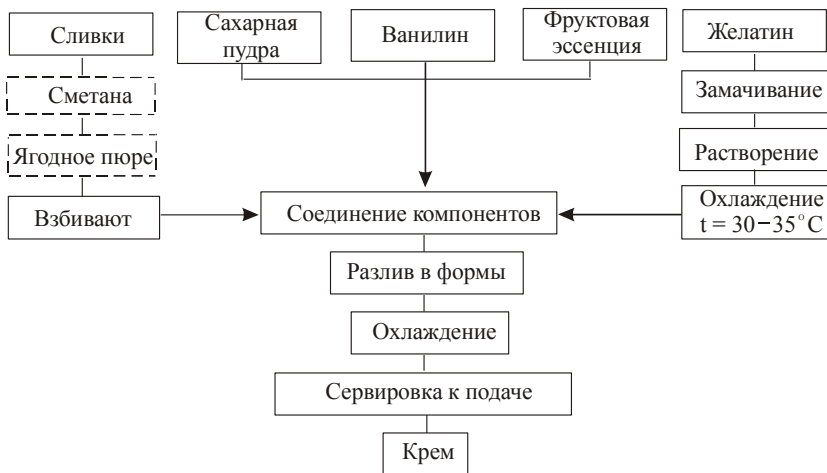 Сливки
Сахарная
пудра
Ванилин
Фруктовая
эссенция
Желатин
Сметана
Замачивание
Ягодное пюре
Растворение
Взбивают
Соединение компонентов
Охлаждение
t = 30–35°C
Разлив в формы
Охлаждение
Сервировка к подаче
Крем